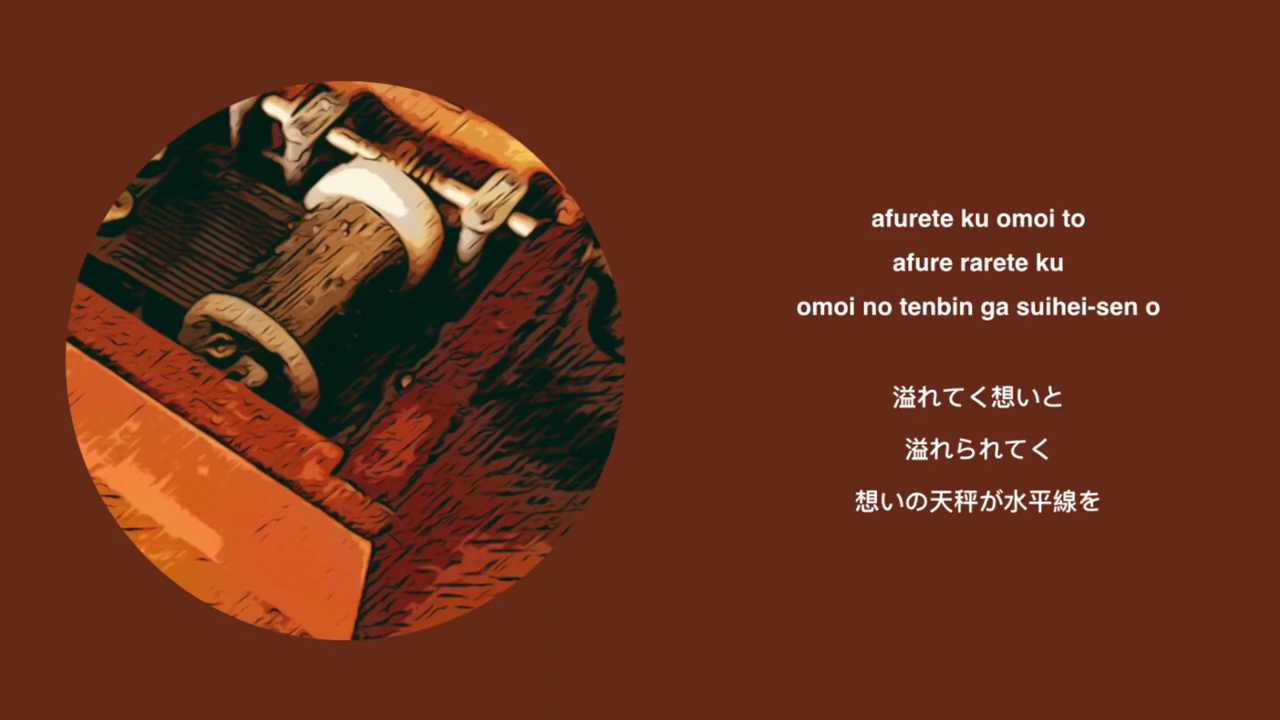 afurete ku omoi to
afure rarete ku
omoi no tenbin ga suihei-sen o
溢れてく想いと
溢れられてく
想いの天秤が水平線を